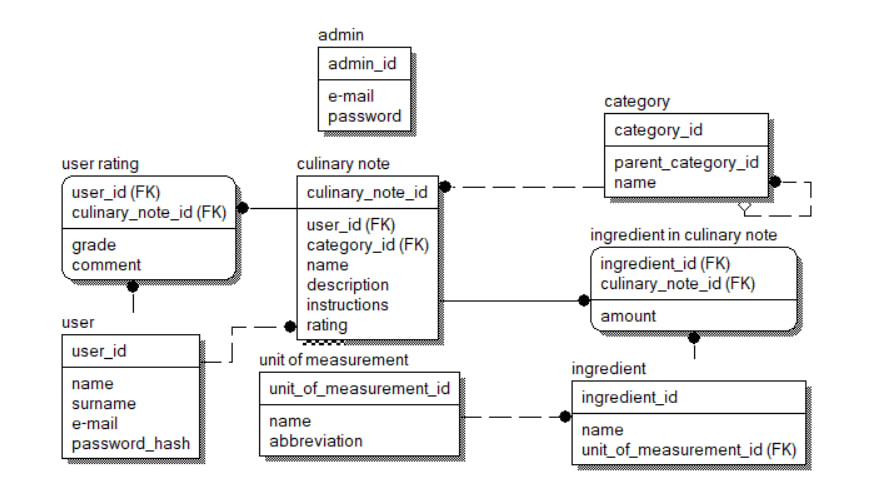 admin
admin_id
e-mail
password
category
category_id
parent_category_id
name
user rating
user_id (FK)
culinary_note_id (FK)
grade
comment
culinary note
culinary_note_id
user_id (FK)
category_id (FK)
name
description
instructions
rating
ingredient in culinary note
ingredient_id (FK)
culinary_note_id (FK)
amount
user
user_id
name
surname
e-mail
password_hash
unit of measurement
unit_of_measurement_id
name
abbreviation
ingredient
ingredient_id
name
unit_of_measurement_id (FK)